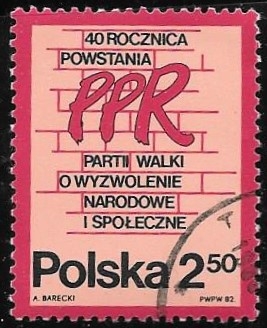 40 ROCZNICA
POWSTANIA
PPR
PARTII WALKI
O WYZWOLENIE
NARODOWE
I SPOŁECZNE
Polska 2 50
A. BARECKI PWPW 82